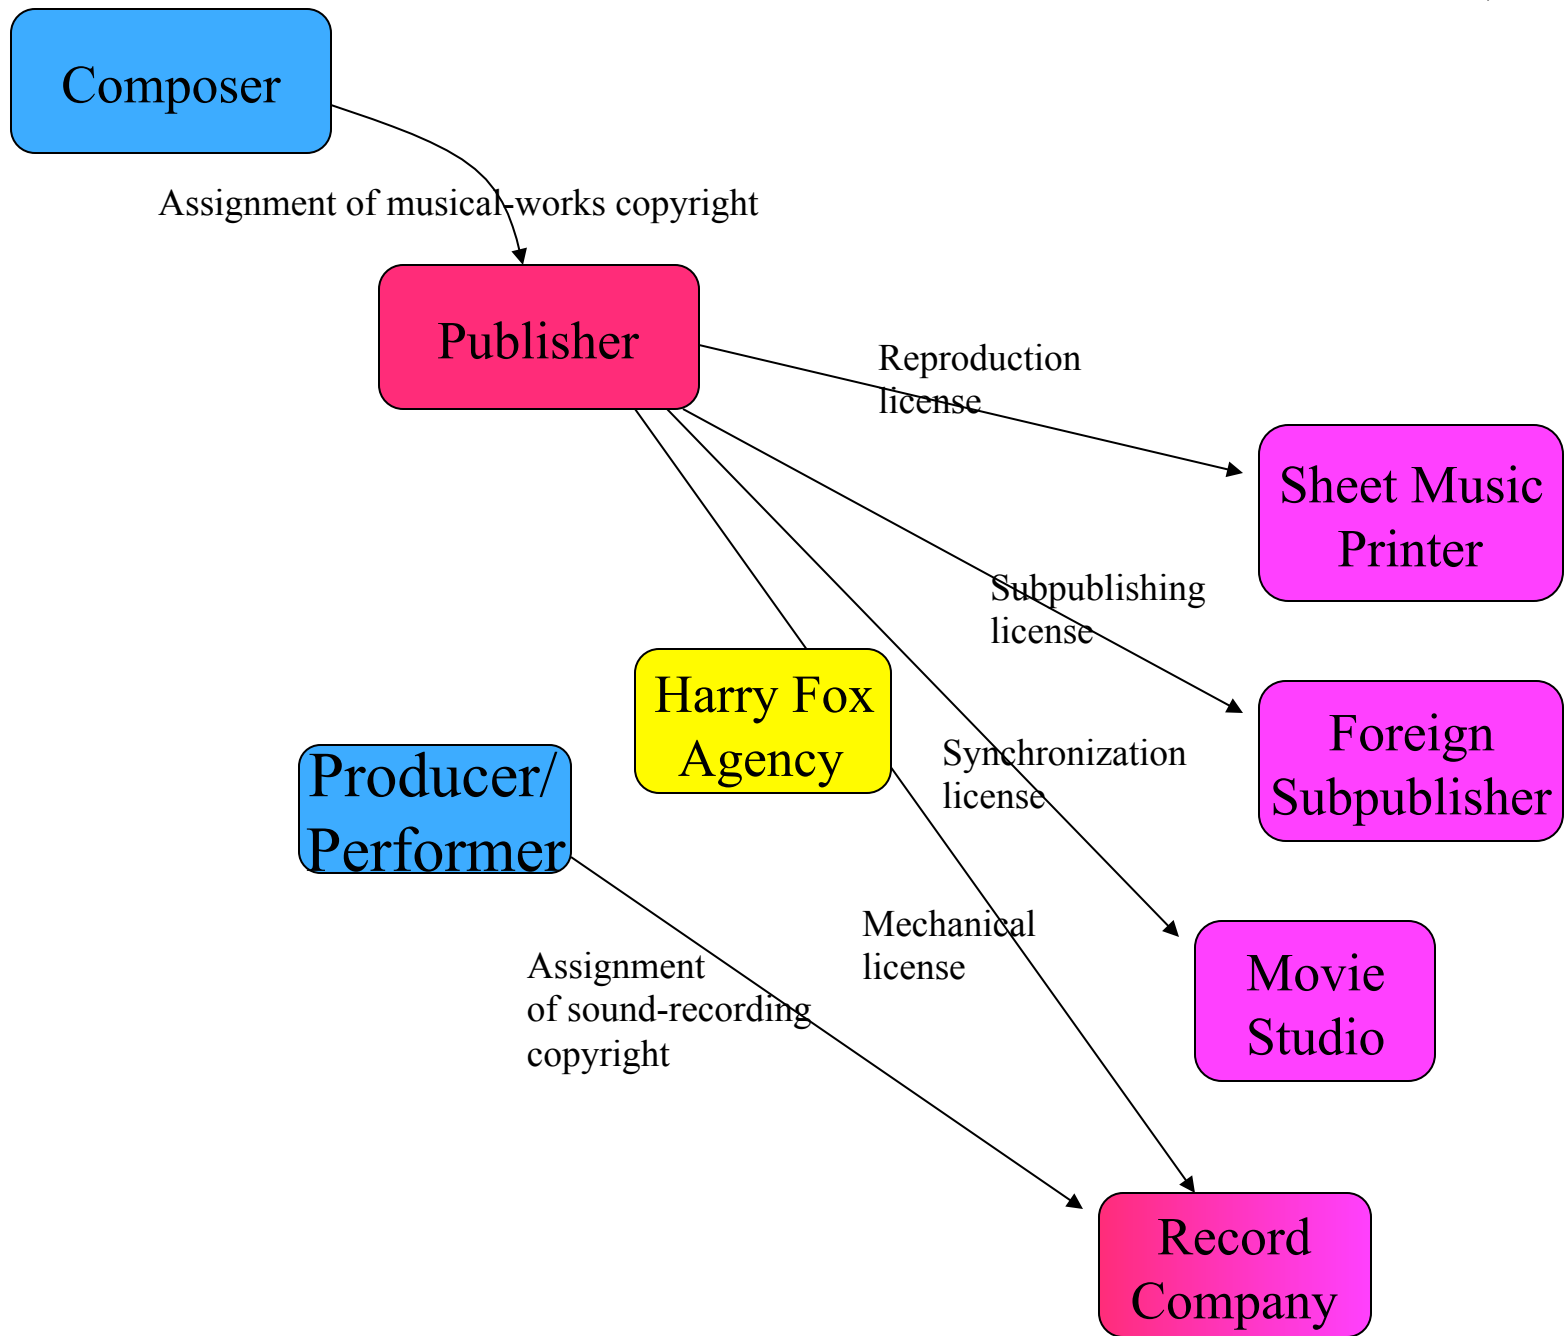 Composer
Assignment of musical-works copyright
Publisher
Reproduction
license
Sheet Music
Printer
Subpublishing
license
Harry Fox
Agency
Foreign
Subpublisher
Synchronization
license
Producer/
Performer
Mechanical
license
Assignment
of sound-recording
copyright
Movie
Studio
Record
Company